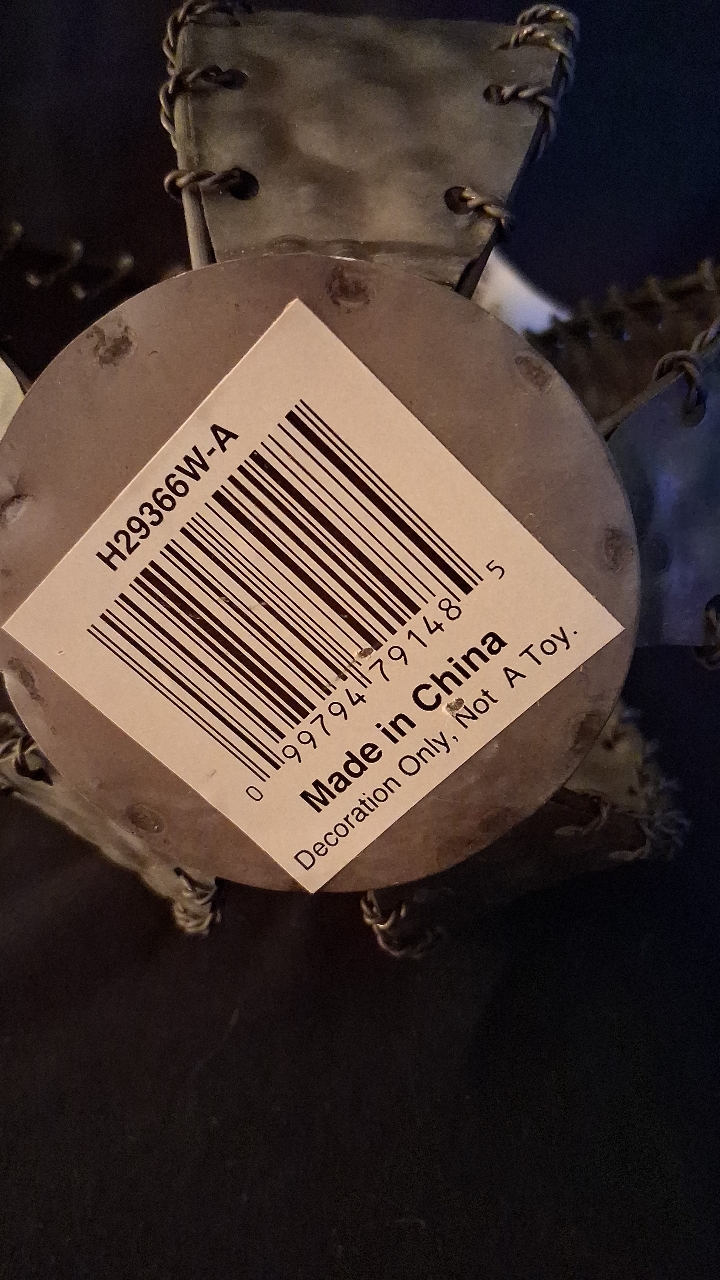 H29366W-A
0 99794 79148 5
Made in China
Decoration Only, Not A Toy.